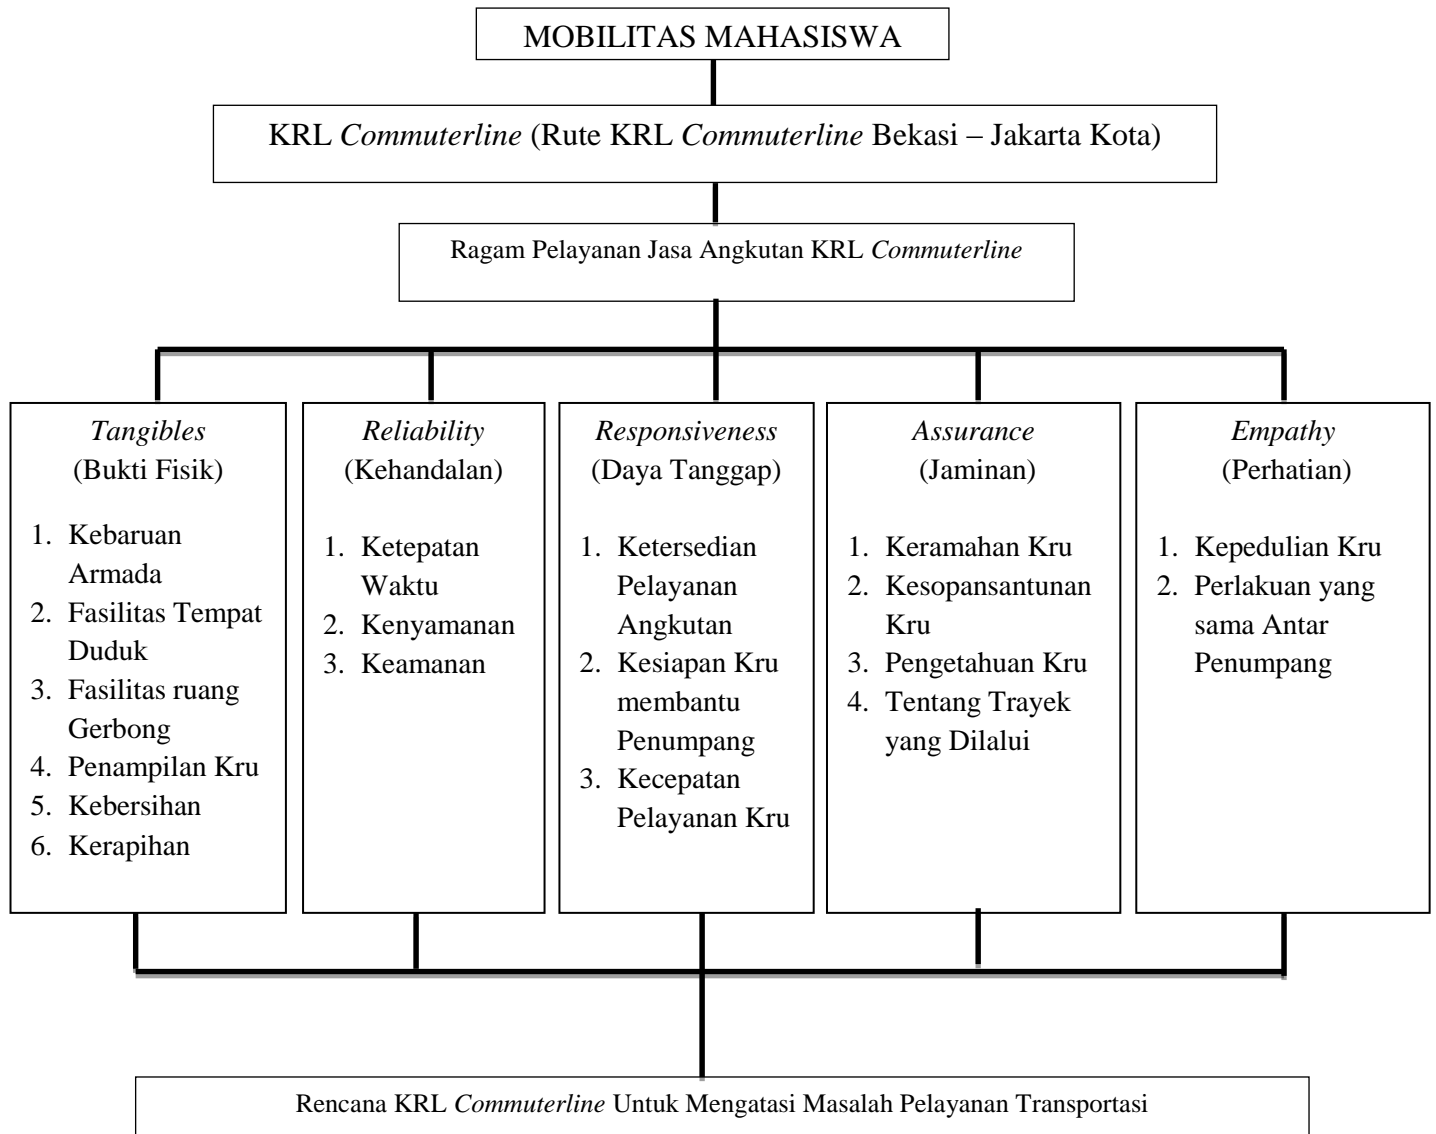 MOBILITAS MAHASISWA
KRL Commuterline (Rute KRL Commuterline Bekasi – Jakarta Kota)
Ragam Pelayanan Jasa Angkutan KRL Commuterline
Tangibles
(Bukti Fisik)
1. Kebaruan
Armada
2. Fasilitas Tempat
Duduk
3. Fasilitas ruang
Gerbong
4. Penampilan Kru
5. Kebersihan
6. Kerapihan
Reliability
(Kehandalan)
1. Ketepatan
Waktu
2. Kenyamanan
3. Keamanan
Responsiveness
(Daya Tanggap)
1. Ketersedian
Pelayanan
Angkutan
2. Kesiapan Kru
membantu
Penumpang
3. Kecepatan
Pelayanan Kru
Assurance
(Jaminan)
1. Keramahan Kru
2. Kesopansantunan
Kru
3. Pengetahuan Kru
4. Tentang Trayek
yang Dilalui
Empathy
(Perhatian)
1. Kepedulian Kru
2. Perlakuan yang
sama Antar
Penumpang
Rencana KRL Commuterline Untuk Mengatasi Masalah Pelayanan Transportasi